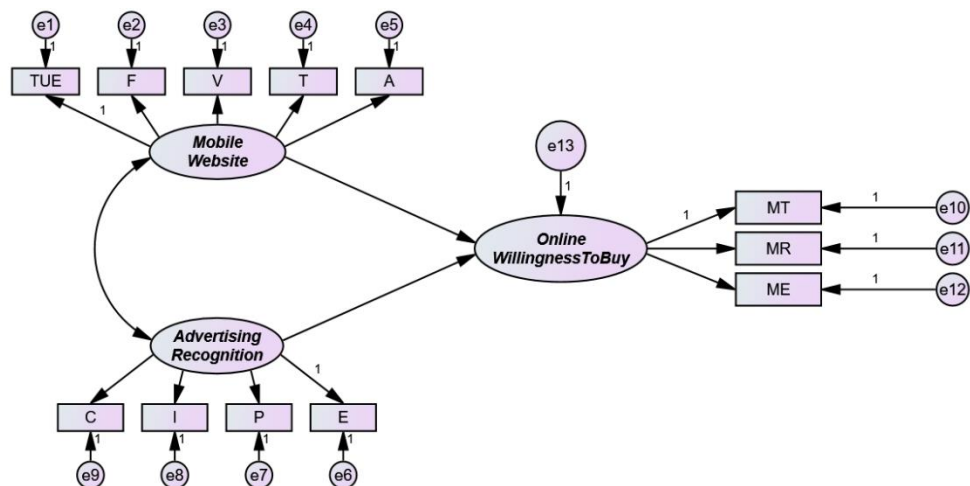 e1 e2 e3 e4 e5
1 1 1 1 1
TUE F V T A
1
Mobile
Website
e13
1
MT 1 e10
1
Online
WillingnessToBuy
MR 1 e11
ME 1 e12
Advertising
Recognition
1
C I P E
1 1 1 1
e9 e8 e7 e6